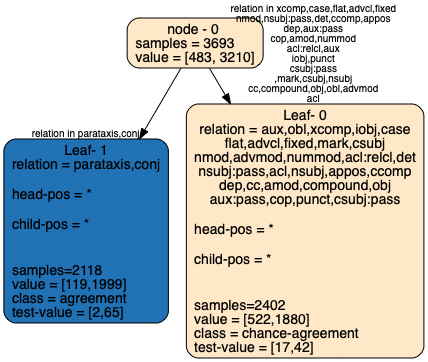 relation in xcomp,case,flat,advcl,fixed
nmod,nsubj:pass,det,ccomp,appos
dep,aux:pass
cop,amod,nummod
acl:relcl,aux
iobj,punct
csubj:pass
,mark,csubj,nsubj
cc,compound,obj,obl,advmod
acl
node - 0
samples = 3693
value = [483, 3210]
relation in parataxis,conj
Leaf- 1
relation = parataxis,conj
head-pos = *
child-pos = *
samples=2118
value = [119,1999]
class = agreement
test-value = [2,65]
Leaf- 0
relation = aux,obl,xcomp,iobj,case
flat,advcl,fixed,mark,csubj
nmod,advmod,nummod,acl:relcl,det
nsubj:pass,acl,nsubj,appos,ccomp
dep,cc,amod,compound,obj
aux:pass,cop,punct,csubj:pass
head-pos = *
child-pos = *
samples=2402
value = [522,1880]
class = chance-agreement
test-value = [17,42]